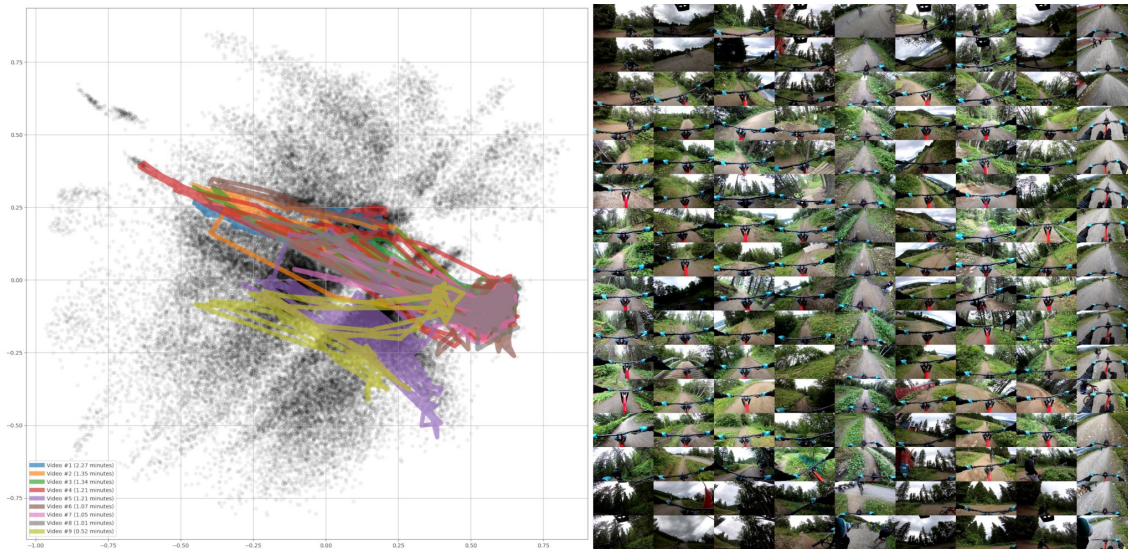 0.75
0.50
0.25
0.00
−0.25
−0.50
−0.75
Video #1 (2.27 minutes)
Video #2 (1.35 minutes)
Video #3 (1.34 minutes)
Video #4 (1.21 minutes)
Video #5 (1.21 minutes)
Video #6 (1.07 minutes)
Video #7 (1.05 minutes)
Video #8 (1.01 minutes)
Video #9 (0.52 minutes)
−1.00 −0.75 −0.50 −0.25 0.00 0.25 0.50 0.75